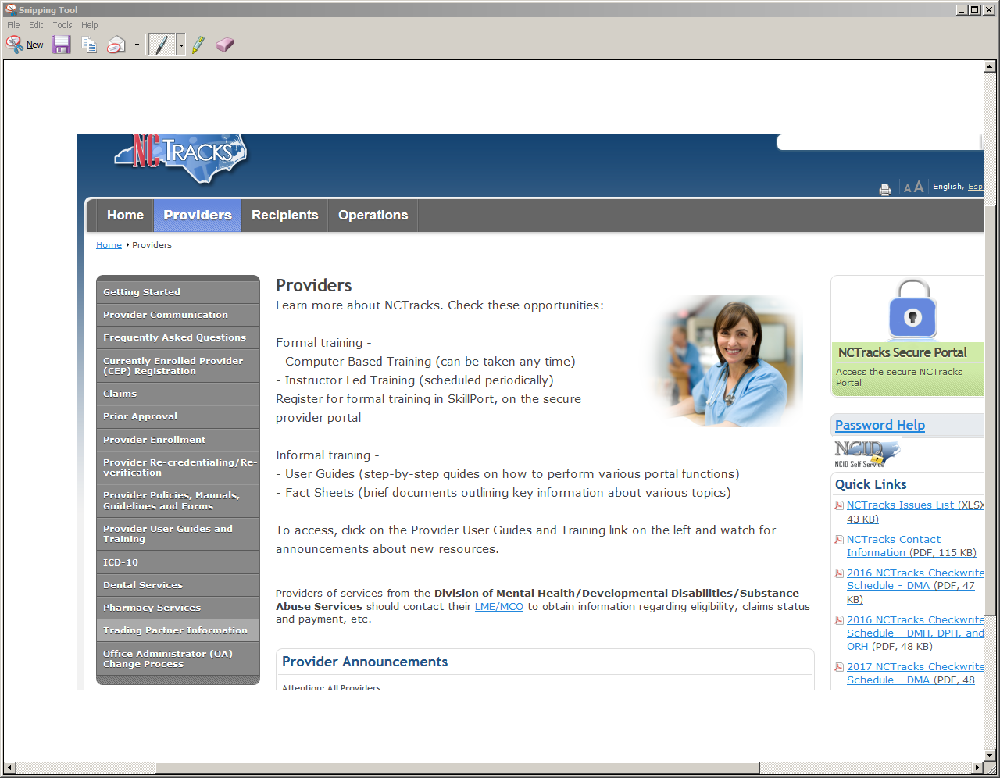 Snipping Tool
File Edit Tools Help
New
NCTRACKS
A A English, Esp
Home Providers Recipients Operations
Home Providers
Getting Started
Provider Communication
Frequently Asked Questions
Currently Enrolled Provider
(CEP) Registration
Claims
Prior Approval
Provider Enrollment
Provider Re-credentialing/Re-
verification
Provider Policies, Manuals,
Guidelines and Forms
Provider User Guides and
Training
ICD-10
Dental Services
Pharmacy Services
Trading Partner Information
Office Administrator (OA)
Change Process
Providers
Learn more about NCTracks. Check these opportunities:
Formal training -
- Computer Based Training (can be taken any time)
- Instructor Led Training (scheduled periodically)
Register for formal training in SkillPort, on the secure
provider portal
Informal training -
- User Guides (step-by-step guides on how to perform various portal functions)
- Fact Sheets (brief documents outlining key information about various topics)
To access, click on the Provider User Guides and Training link on the left and watch for
announcements about new resources.
Providers of services from the Division of Mental Health/Developmental Disabilities/Substance
Abuse Services should contact their LME/MCO to obtain information regarding eligibility, claims status
and payment, etc.
Provider Announcements
Attention: All Providers
NCTracks Secure Portal
Access the secure NCTracks
Portal
Password Help
NCID
NCID Self Service
Quick Links
NCTracks Issues List (XLSX
43 KB)
NCTracks Contact
Information (PDF, 115 KB)
2016 NCTracks Checkwrite
Schedule - DMA (PDF, 47
KB)
2016 NCTracks Checkwrite
Schedule - DMH, DPH, and
ORH (PDF, 48 KB)
2017 NCTracks Checkwrite
Schedule - DMA (PDF, 48